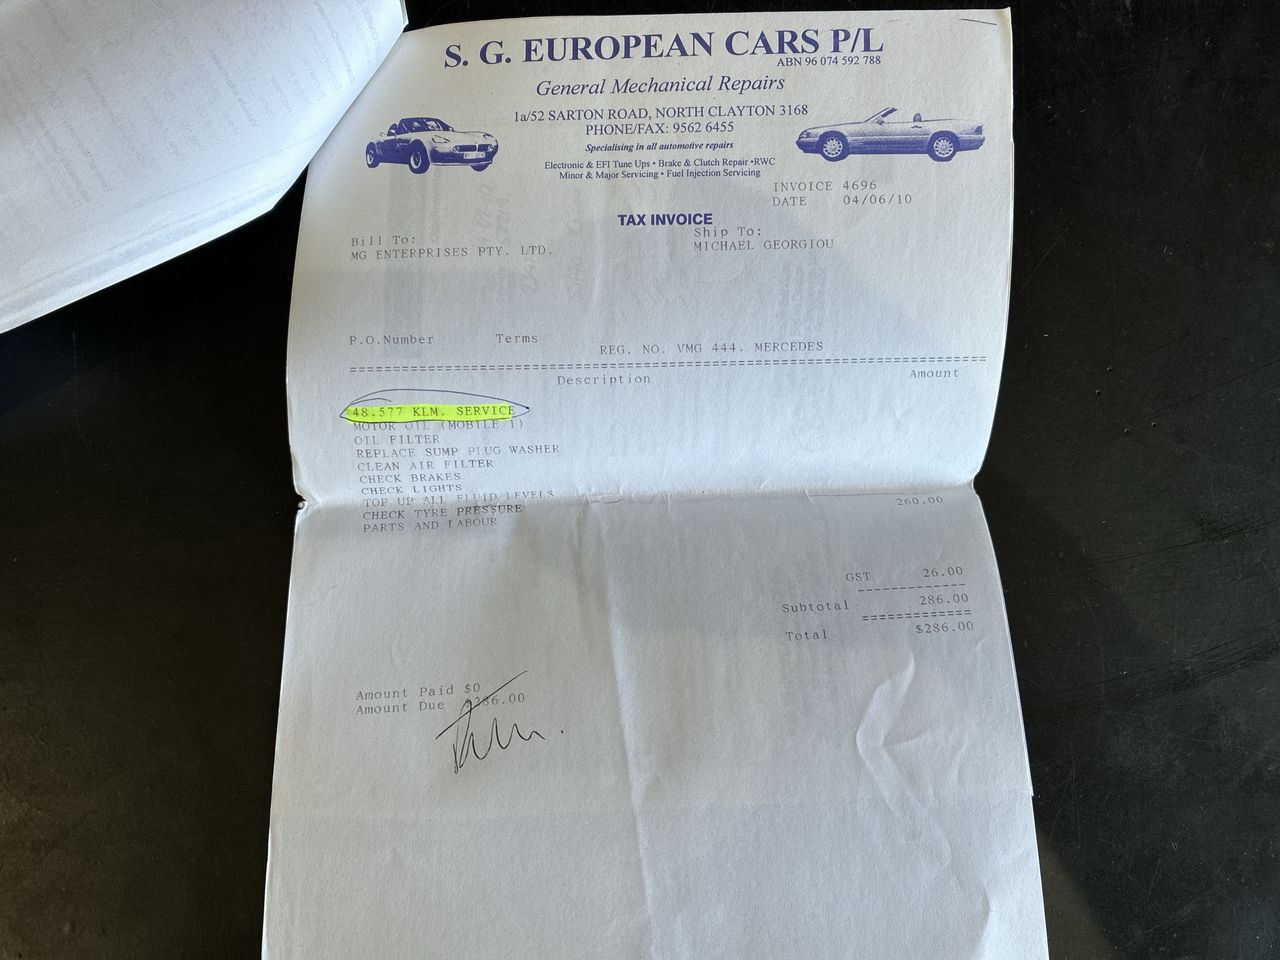 S. G. EUROPEAN CARS P/L
ABN 96 074 592 788
General Mechanical Repairs
1a/52 SARTON ROAD, NORTH CLAYTON 3168
PHONE/FAX: 9562 6455
Specialising in all automotive repairs
Electronic & EFI Tune Ups • Brake & Clutch Repair •RWC
Minor & Major Servicing • Fuel Injection Servicing
INVOICE 4696
DATE 04/06/10
TAX INVOICE
Bill To:
MG ENTERPRISES PTY. LTD.
Ship To:
MICHAEL GEORGIOU
P.O.Number Terms
REG. NO. VMG 444. MERCEDES
Description Amount
48.577 KLM. SERVICE
MOTOR OIL (MOBILE 1)
OIL FILTER
REPLACE SUMP PLUG WASHER
CLEAN AIR FILTER
CHECK BRAKES
CHECK LIGHTS
TOP UP ALL FLUID LEVELS
CHECK TYRE PRESSURE
PARTS AND LABOUR 260.00
GST 26.00
Subtotal 286.00
Total $286.00
Amount Paid $0
Amount Due $286.00